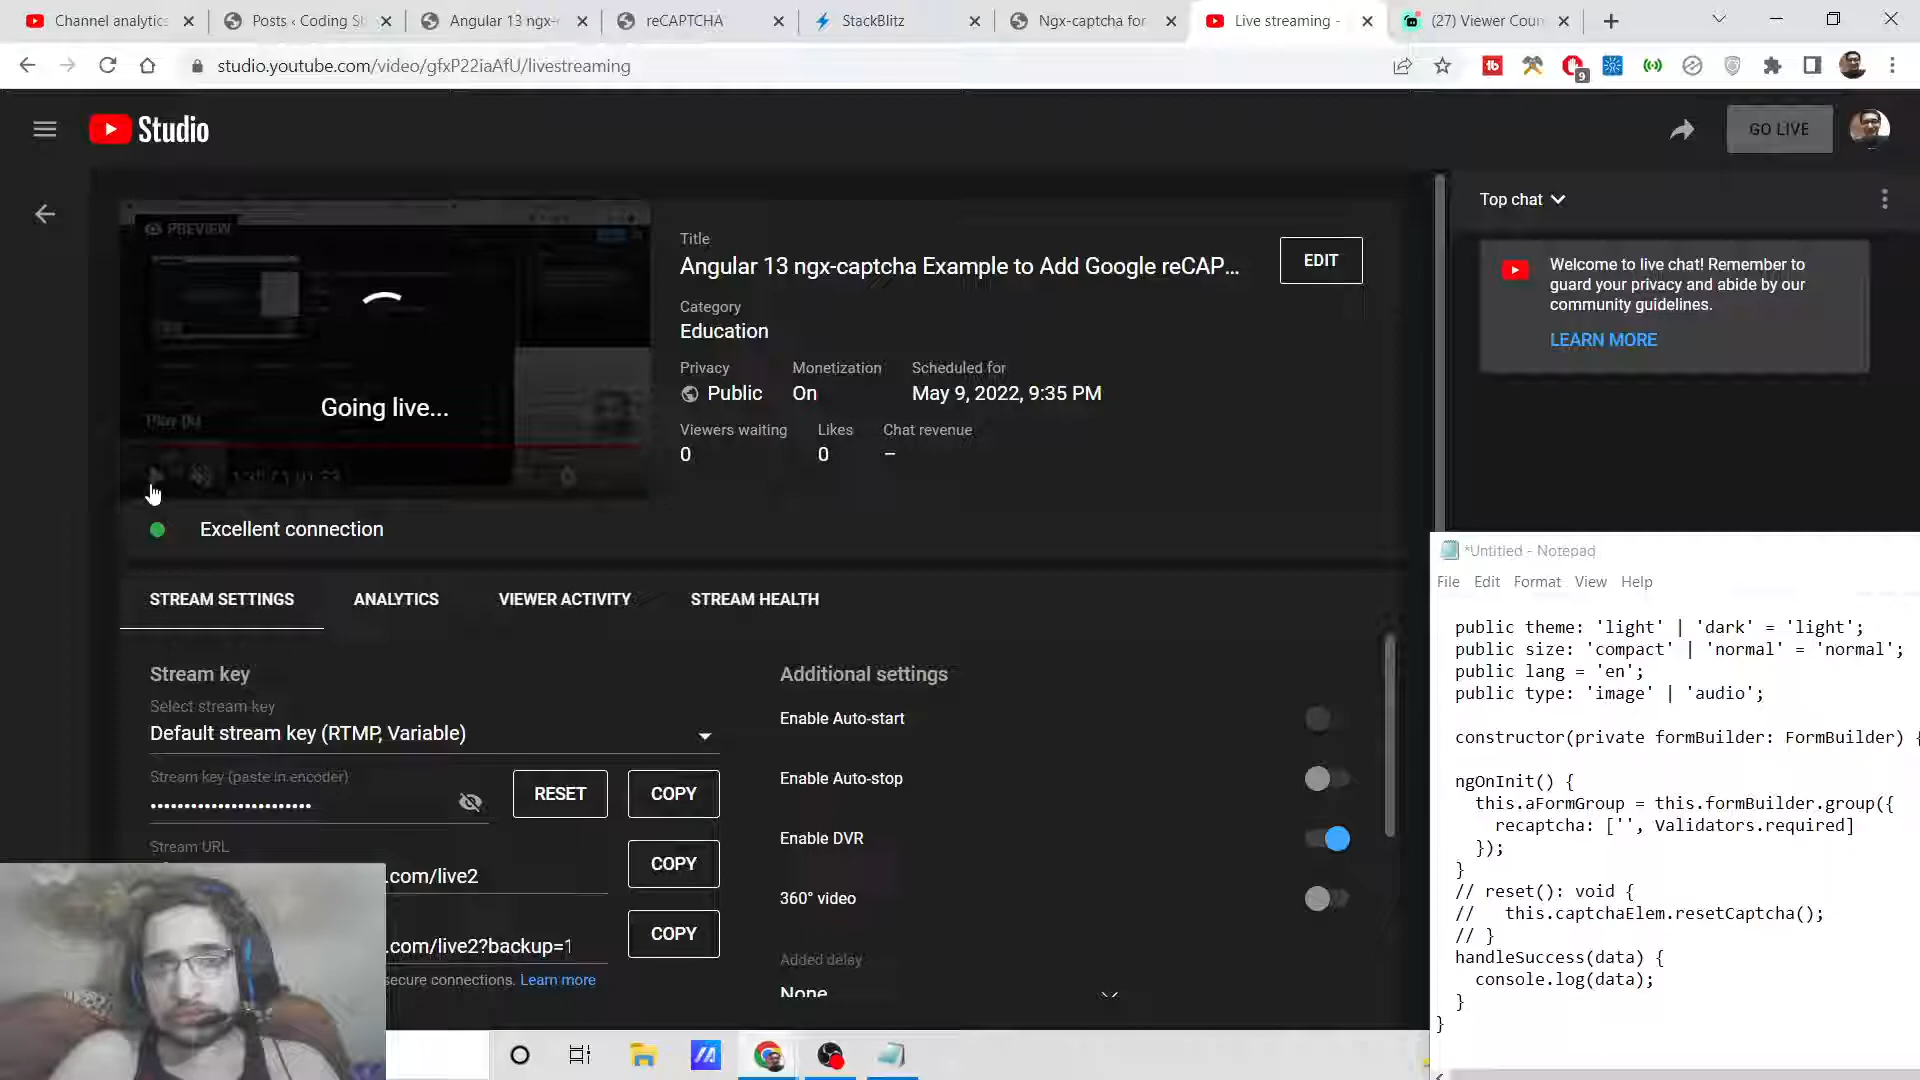 Channel analytics
Posts ‹ Coding S
Angular 13 ngx-
reCAPTCHA
StackBlitz
Ngx-captcha for
Live streaming -
(27) Viewer Coun
studio.youtube.com/video/gfxP22iaAfU/livestreaming
9
Studio
GO LIVE
PREVIEW
Going live...
Title
Angular 13 ngx-captcha Example to Add Google reCAP...
EDIT
Category
Education
Privacy
Monetization
Scheduled for
Public
On
May 9, 2022, 9:35 PM
Viewers waiting
Likes
Chat revenue
0
0
–
Excellent connection
Top chat
Welcome to live chat! Remember to
guard your privacy and abide by our
community guidelines.
LEARN MORE
STREAM SETTINGS
ANALYTICS
VIEWER ACTIVITY
STREAM HEALTH
Stream key
Select stream key
Default stream key (RTMP, Variable)
Stream key (paste in encoder)
••••••••••••••••••••••••
RESET
COPY
Stream URL
.com/live2
COPY
.com/live2?backup=1
COPY
secure connections. Learn more
Additional settings
Enable Auto-start
Enable Auto-stop
Enable DVR
360° video
Added delay
None
*Untitled - Notepad
File Edit Format View Help
public theme: 'light' | 'dark' = 'light';
public size: 'compact' | 'normal' = 'normal';
public lang = 'en';
public type: 'image' | 'audio';
constructor(private formBuilder: FormBuilder) {
ngOnInit() {
this.aFormGroup = this.formBuilder.group({
recaptcha: ['', Validators.required]
});
}
// reset(): void {
//   this.captchaElem.resetCaptcha();
// }
handleSuccess(data) {
console.log(data);
}
}